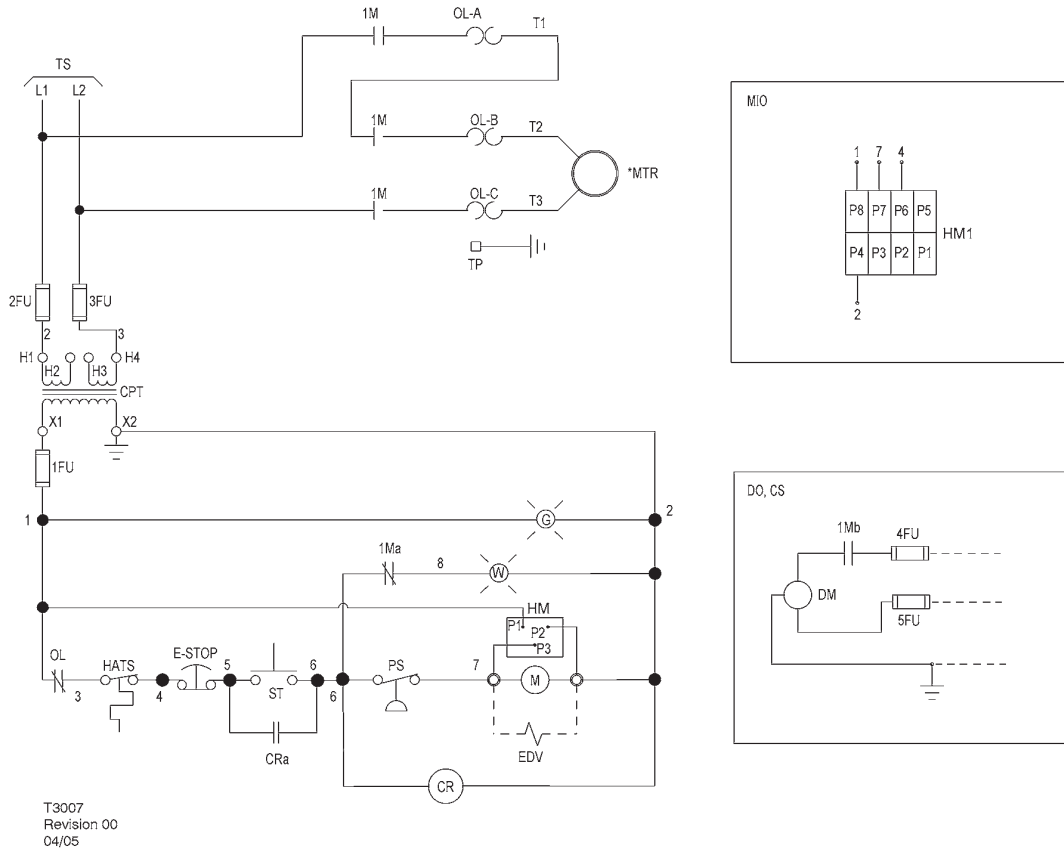 1M
OL-A
T1
TS
L1 L2
1M
OL-B
T2
*MTR
1M
OL-C
T3
TP
2FU
3FU
2
3
H1
H2
H3
H4
CPT
X1
X2
1FU
1
G
2
1Ma
8
W
HM
P1
P2
P3
OL
3
HATS
4
E-STOP
5
ST
6
6
PS
7
M
CRa
EDV
CR
T3007
Revision 00
04/05
MIO
1 7 4
P8 P7 P6 P5
HM1
P4 P3 P2 P1
2
DO, CS
1Mb
4FU
DM
5FU